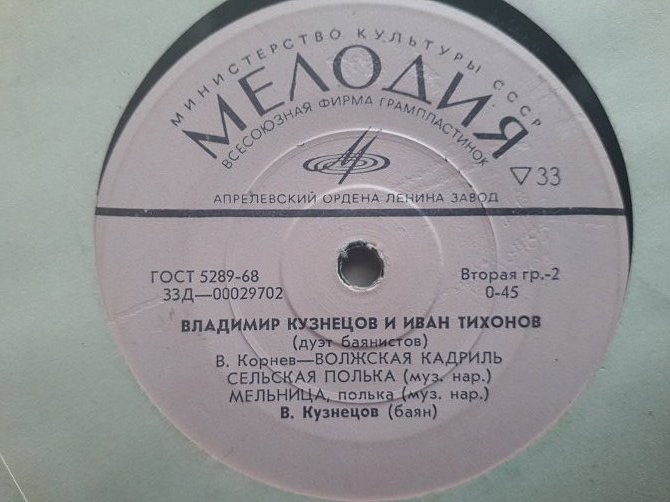 МИНИСТЕРСТВО КУЛЬТУРЫ СССР
МЕЛОДИЯ
ВСЕСОЮЗНАЯ ФИРМА ГРАМПЛАСТИНОК
▽33
АПРЕЛЕВСКИЙ ОРДЕНА ЛЕНИНА ЗАВОД
ГОСТ 5289-68 Вторая гр.-2
33Д—00029702 0-45
ВЛАДИМИР КУЗНЕЦОВ И ИВАН ТИХОНОВ
(дуэт баянистов)
В. Корнев—ВОЛЖСКАЯ КАДРИЛЬ
СЕЛЬСКАЯ ПОЛЬКА (муз. нар.)
МЕЛЬНИЦА, полька (муз. нар.)
В. Кузнецов (баян)